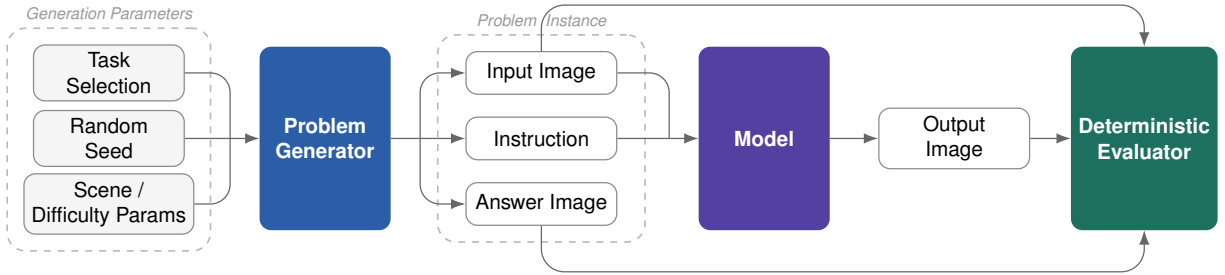 Generation Parameters
Task
Selection
Random
Seed
Scene /
Difficulty Params
Problem
Generator
Problem Instance
Input Image
Instruction
Answer Image
Model
Output
Image
Deterministic
Evaluator